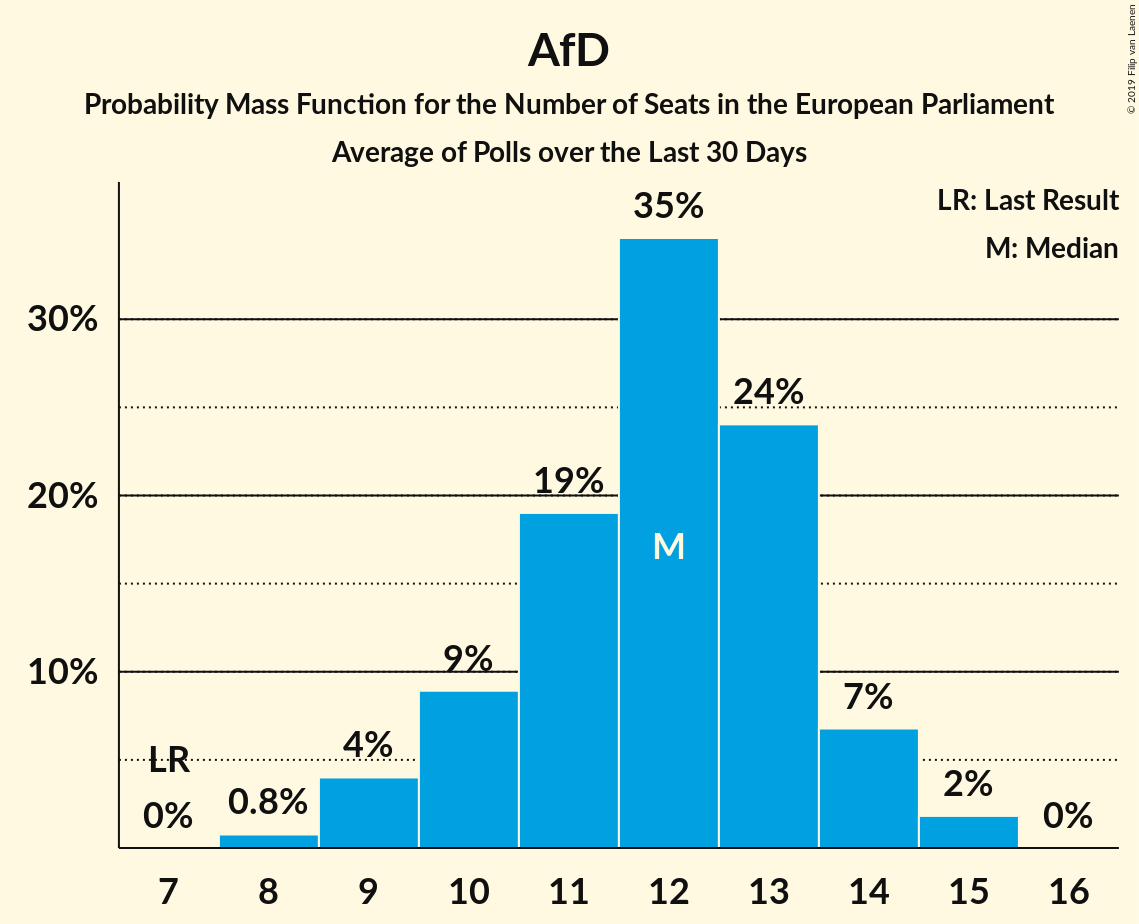 AfD
Probability Mass Function for the Number of Seats in the European Parliament
Average of Polls over the Last 30 Days
© 2019 Filip van Laenen
LR: Last Result
M: Median
30%
20%
10%
LR
0%
0.8%
4%
9%
19%
35%
M
24%
7%
2%
0%
7 8 9 10 11 12 13 14 15 16